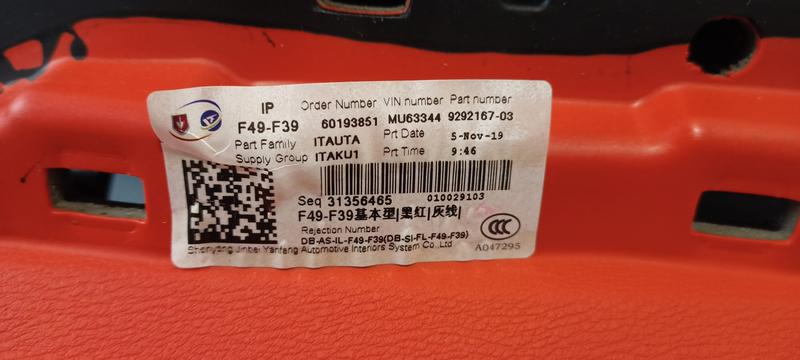 IP Order Number VIN number Part number
F49-F39 60193851 MU63344 9292167-03
Part Family ITAUTA Prt Date 5-Nov-19
Supply Group ITAKU1 Prt Time 9:46
Seq 31356465 010029103
F49-F39基本型|黑红|灰线|
Rejection Number
DB-AS-IL-F49-F39(DB-SI-FL-F49-F39)
Shenyang Jinbei Yanfang Automotive Interiors System Co., Ltd
CCC
A047295